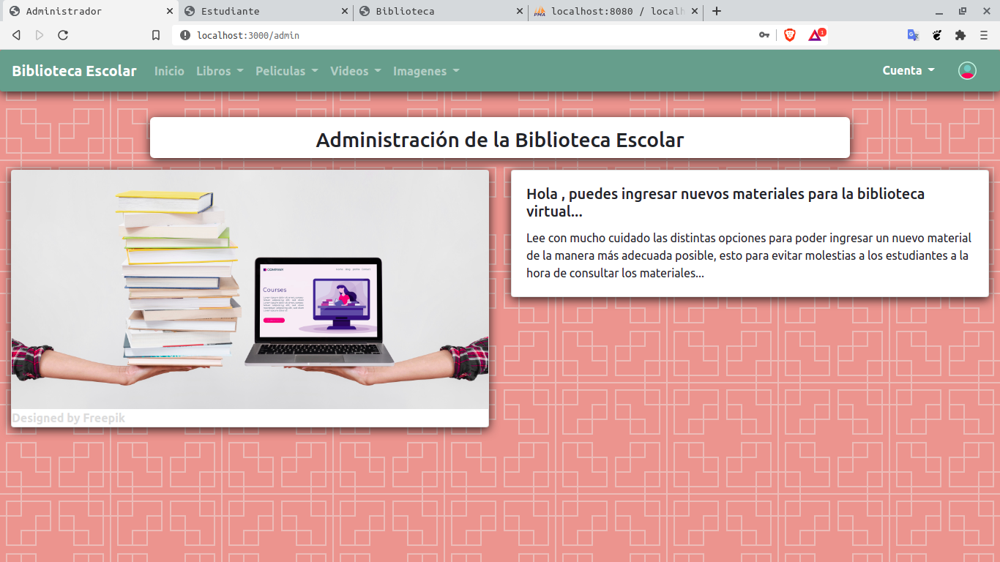 Administrador
Estudiante
Biblioteca
localhost:8080 / localh
localhost:3000/admin
1
Biblioteca Escolar
Inicio
Libros
Peliculas
Videos
Imagenes
Cuenta
Administración de la Biblioteca Escolar
COMPANY
Courses
Designed by Freepik
Hola , puedes ingresar nuevos materiales para la biblioteca
virtual...
Lee con mucho cuidado las distintas opciones para poder ingresar un nuevo material
de la manera más adecuada posible, esto para evitar molestias a los estudiantes a la
hora de consultar los materiales...